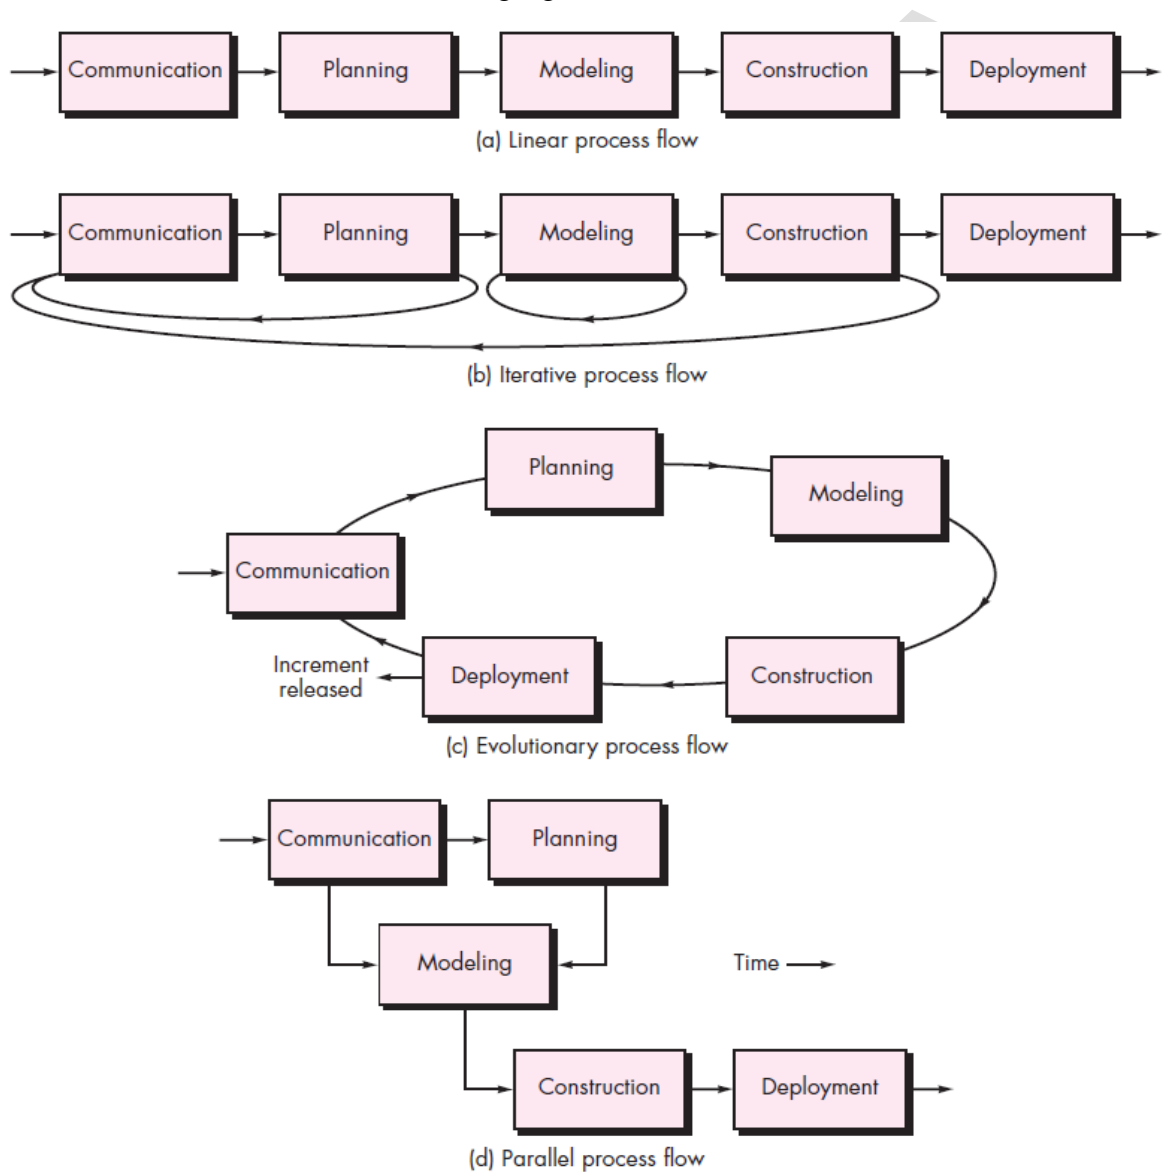 Communication Planning Modeling Construction Deployment
(a) Linear process flow
Communication Planning Modeling Construction Deployment
(b) Iterative process flow
Planning
Modeling
Communication
Increment
released
Deployment
Construction
(c) Evolutionary process flow
Communication Planning
Modeling
Time
Construction Deployment
(d) Parallel process flow